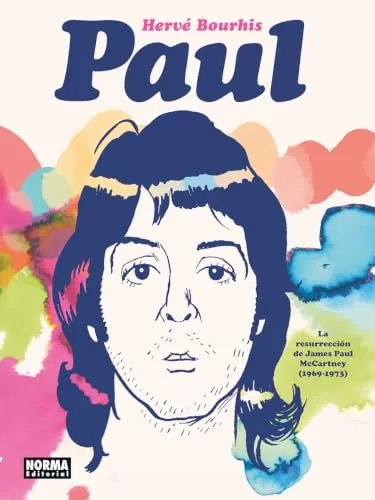 Hervé Bourhis
Paul
La
resurrección
de James Paul
McCartney
(1969-1973)
NORMA
Editorial